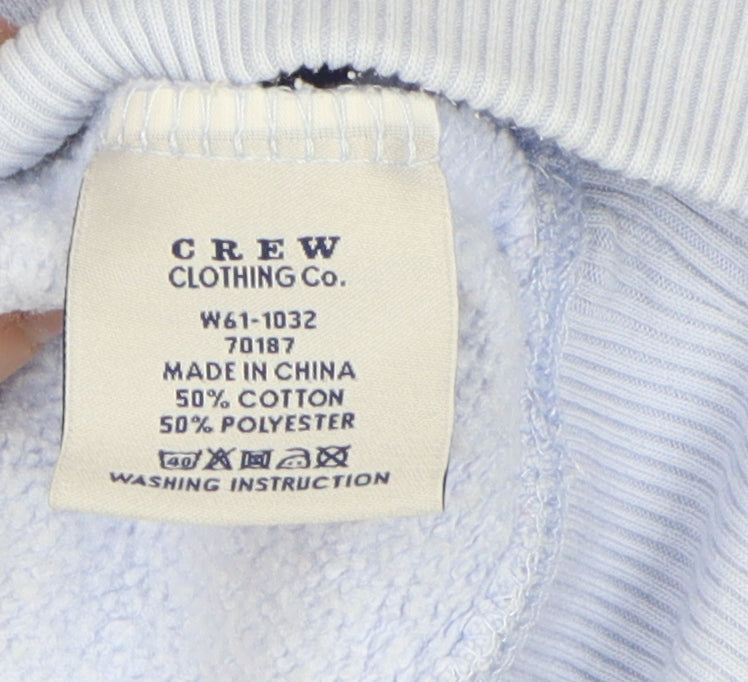 CREW
CLOTHING Co.
W61-1032
70187
MADE IN CHINA
50% COTTON
50% POLYESTER
40
WASHING INSTRUCTION